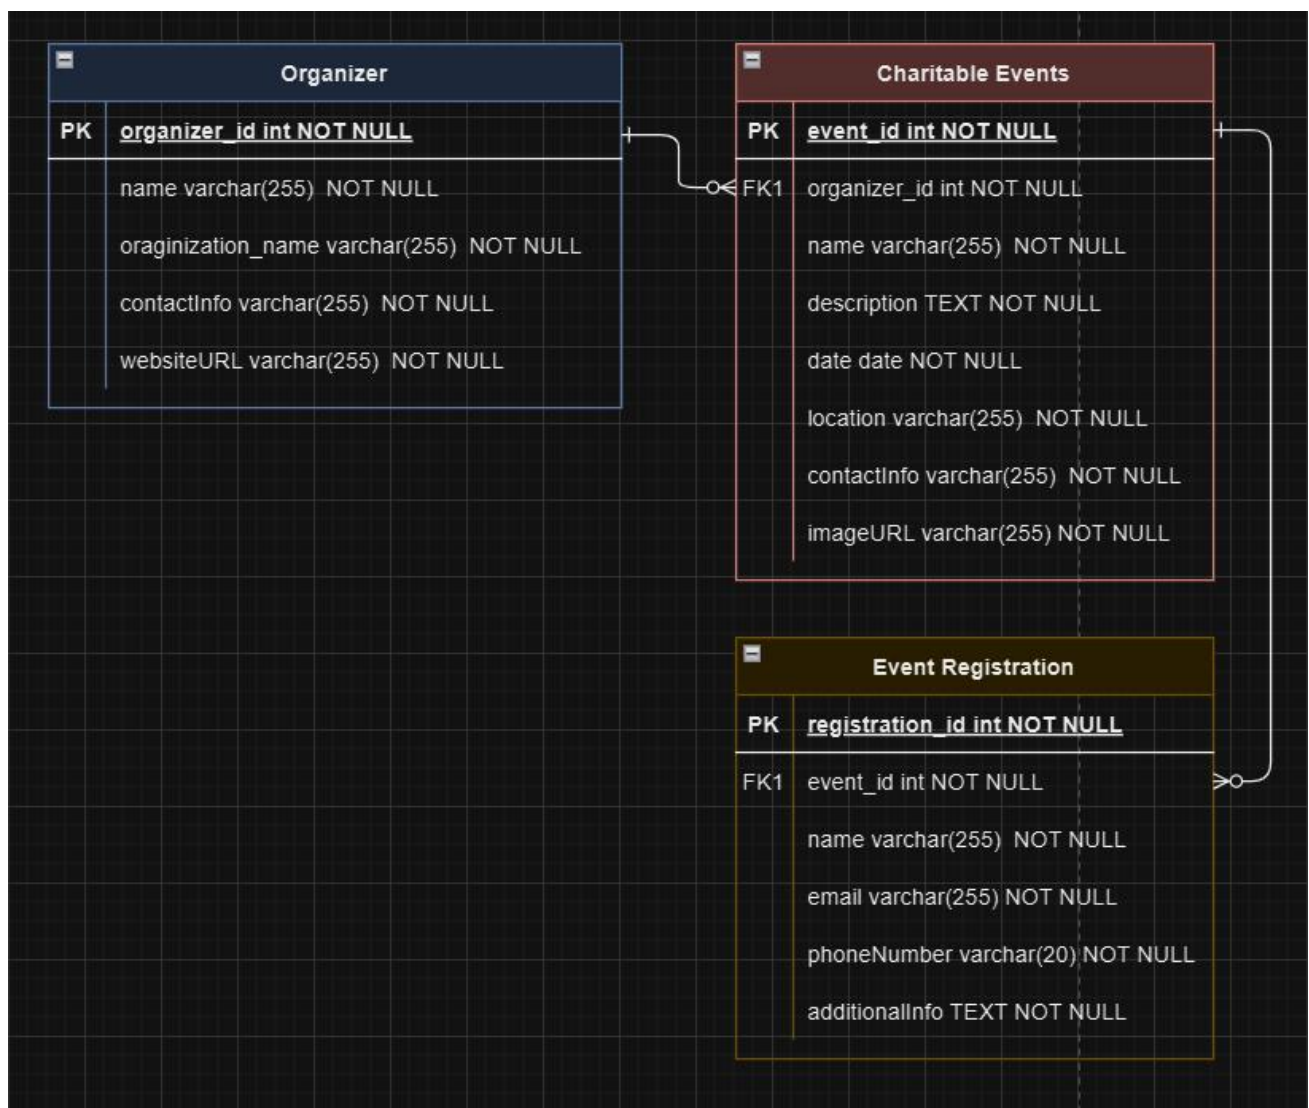 Organizer
PK organizer_id int NOT NULL
name varchar(255) NOT NULL
oraginization_name varchar(255) NOT NULL
contactInfo varchar(255) NOT NULL
websiteURL varchar(255) NOT NULL
Charitable Events
PK event_id int NOT NULL
FK1 organizer_id int NOT NULL
name varchar(255) NOT NULL
description TEXT NOT NULL
date date NOT NULL
location varchar(255) NOT NULL
contactInfo varchar(255) NOT NULL
imageURL varchar(255) NOT NULL
Event Registration
PK registration_id int NOT NULL
FK1 event_id int NOT NULL
name varchar(255) NOT NULL
email varchar(255) NOT NULL
phoneNumber varchar(20) NOT NULL
additionalInfo TEXT NOT NULL